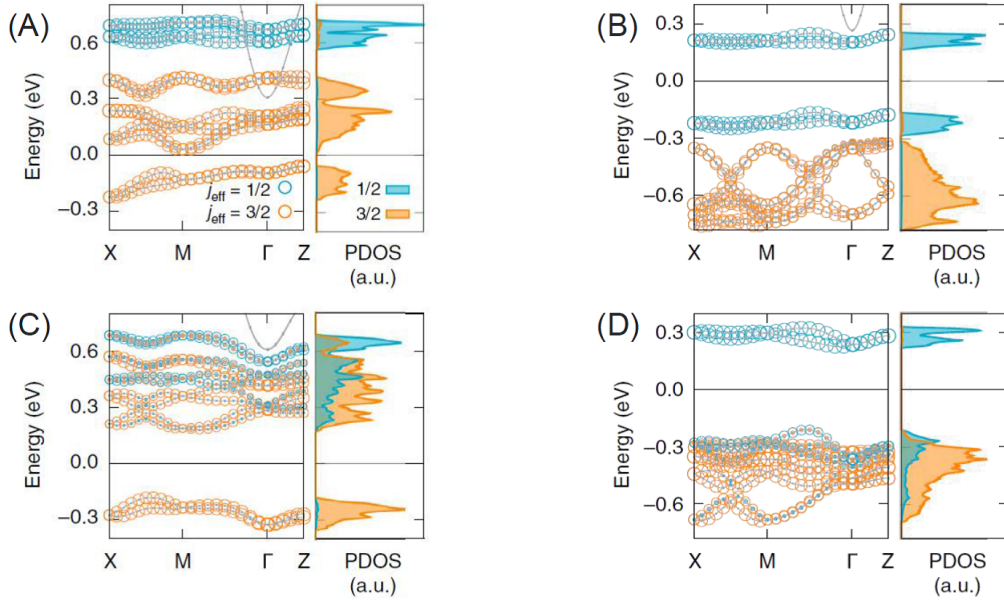 (A)
Energy (eV)
0.6
0.3
0.0
−0.3
j_eff = 1/2
j_eff = 3/2
1/2
3/2
X M Γ Z
PDOS
(a.u.)
(B)
Energy (eV)
0.3
0.0
−0.3
−0.6
X M Γ Z
PDOS
(a.u.)
(C)
Energy (eV)
0.6
0.3
0.0
−0.3
X M Γ Z
PDOS
(a.u.)
(D)
Energy (eV)
0.3
0.0
−0.3
−0.6
X M Γ Z
PDOS
(a.u.)